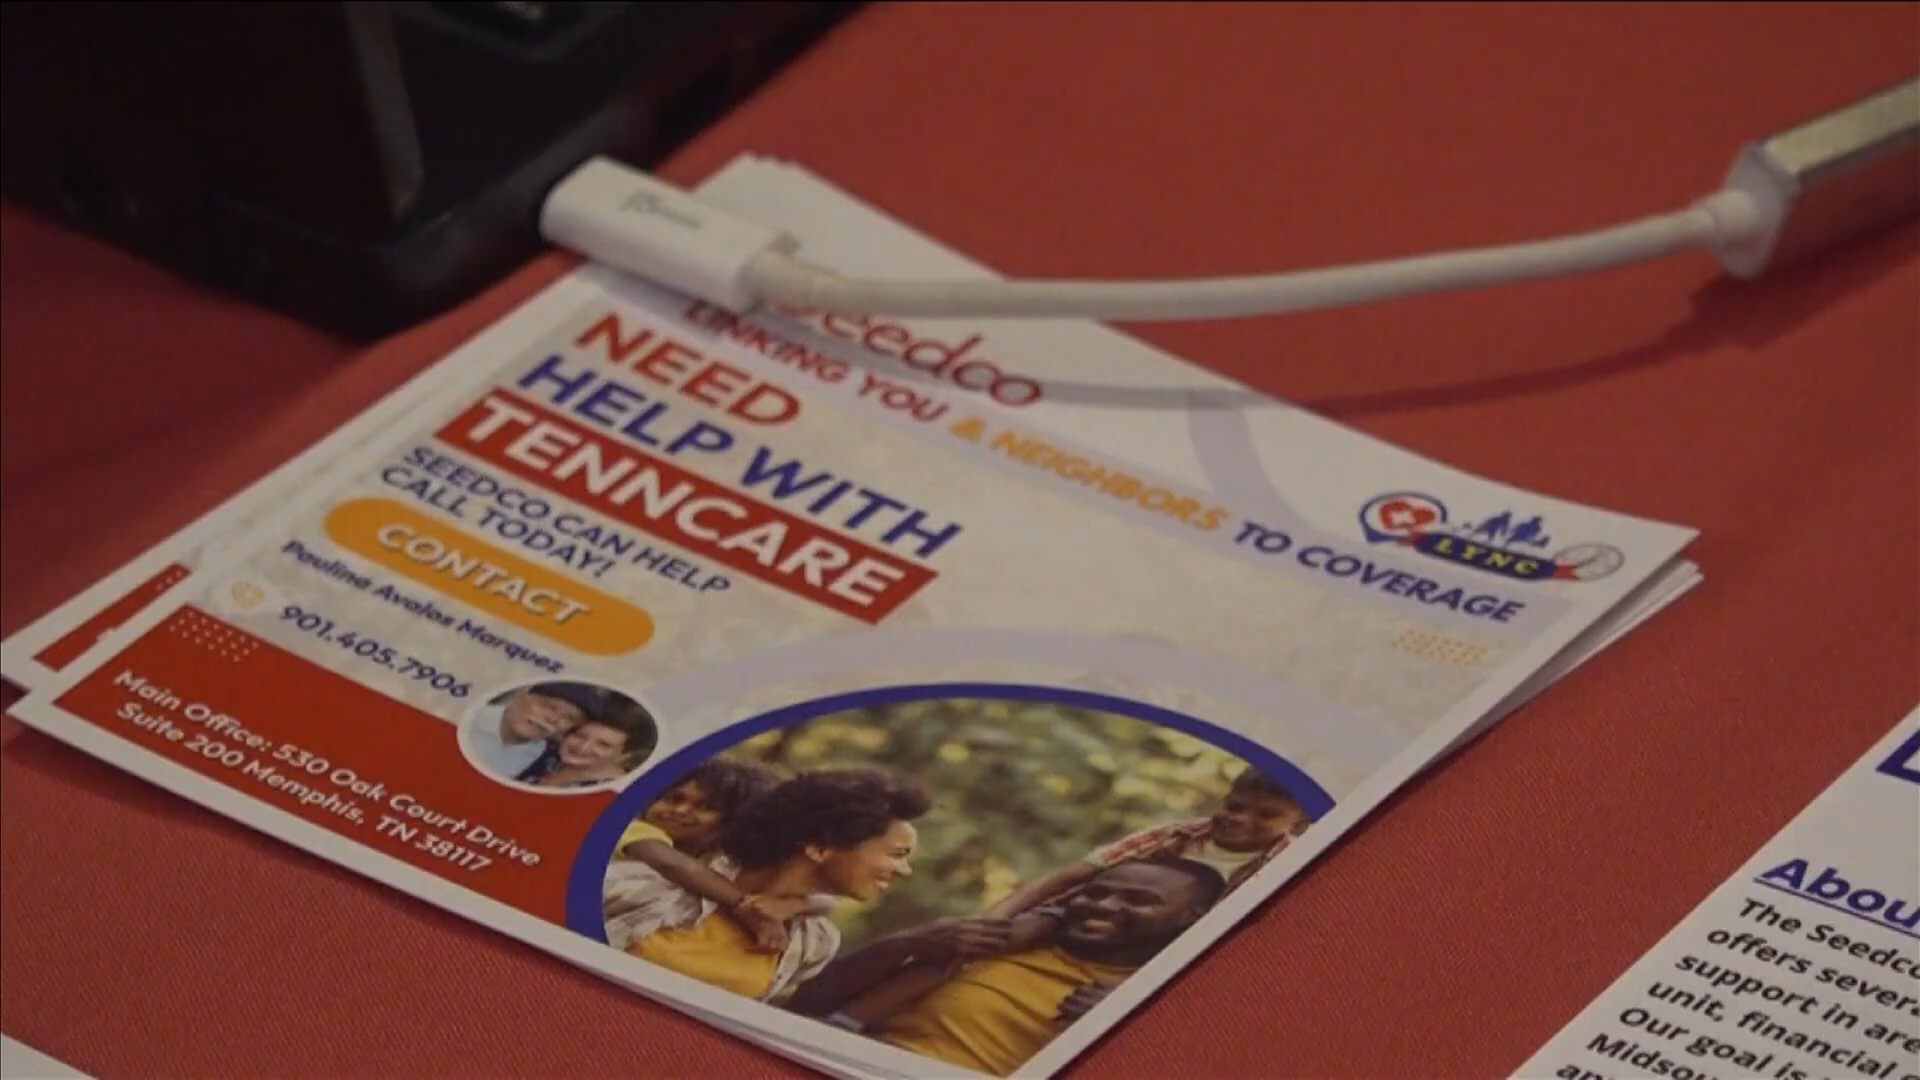 Seedco
LINKING YOU & NEIGHBORS TO COVERAGE
LYNC
NEED
HELP WITH
TENNCARE
SEEDCO CAN HELP
CALL TODAY!
CONTACT
Paulina Avalos Marquez
901.405.7906
Main Office: 530 Oak Court Drive
Suite 200 Memphis, TN 38117
Abou
The Seedco
offers severa
support in are
unit, financial
Our goal is
Midsou